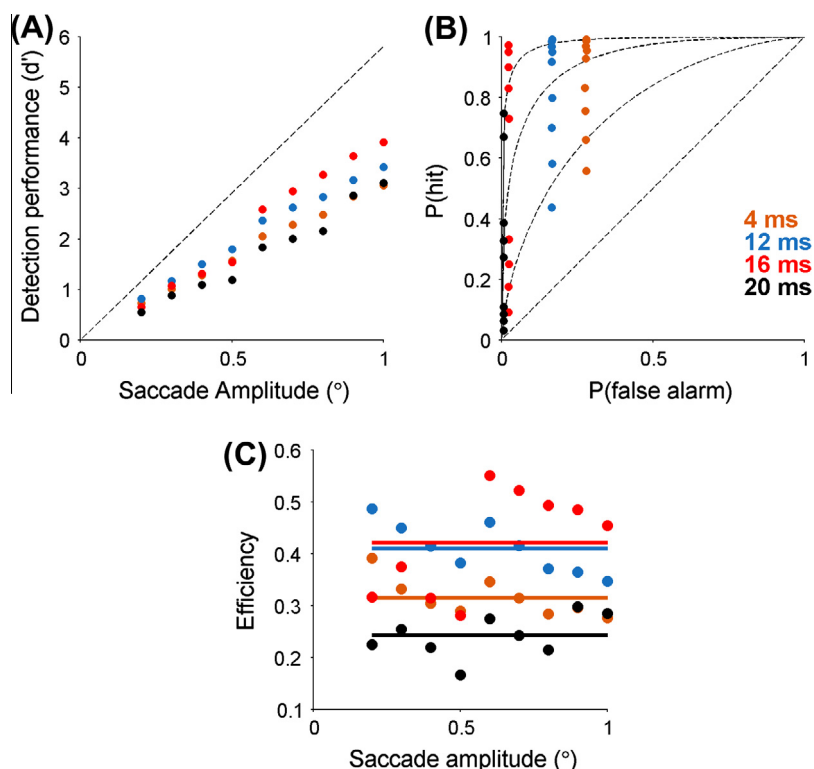 (A)
Detection performance (d')
6
5
4
3
2
1
0
0
0.5
1
Saccade Amplitude (°)
(B)
P(hit)
1
0.8
0.6
0.4
0.2
0
0
0.5
1
P(false alarm)
4 ms
12 ms
16 ms
20 ms
(C)
Efficiency
0.6
0.5
0.4
0.3
0.2
0.1
0
0.5
1
Saccade amplitude (°)